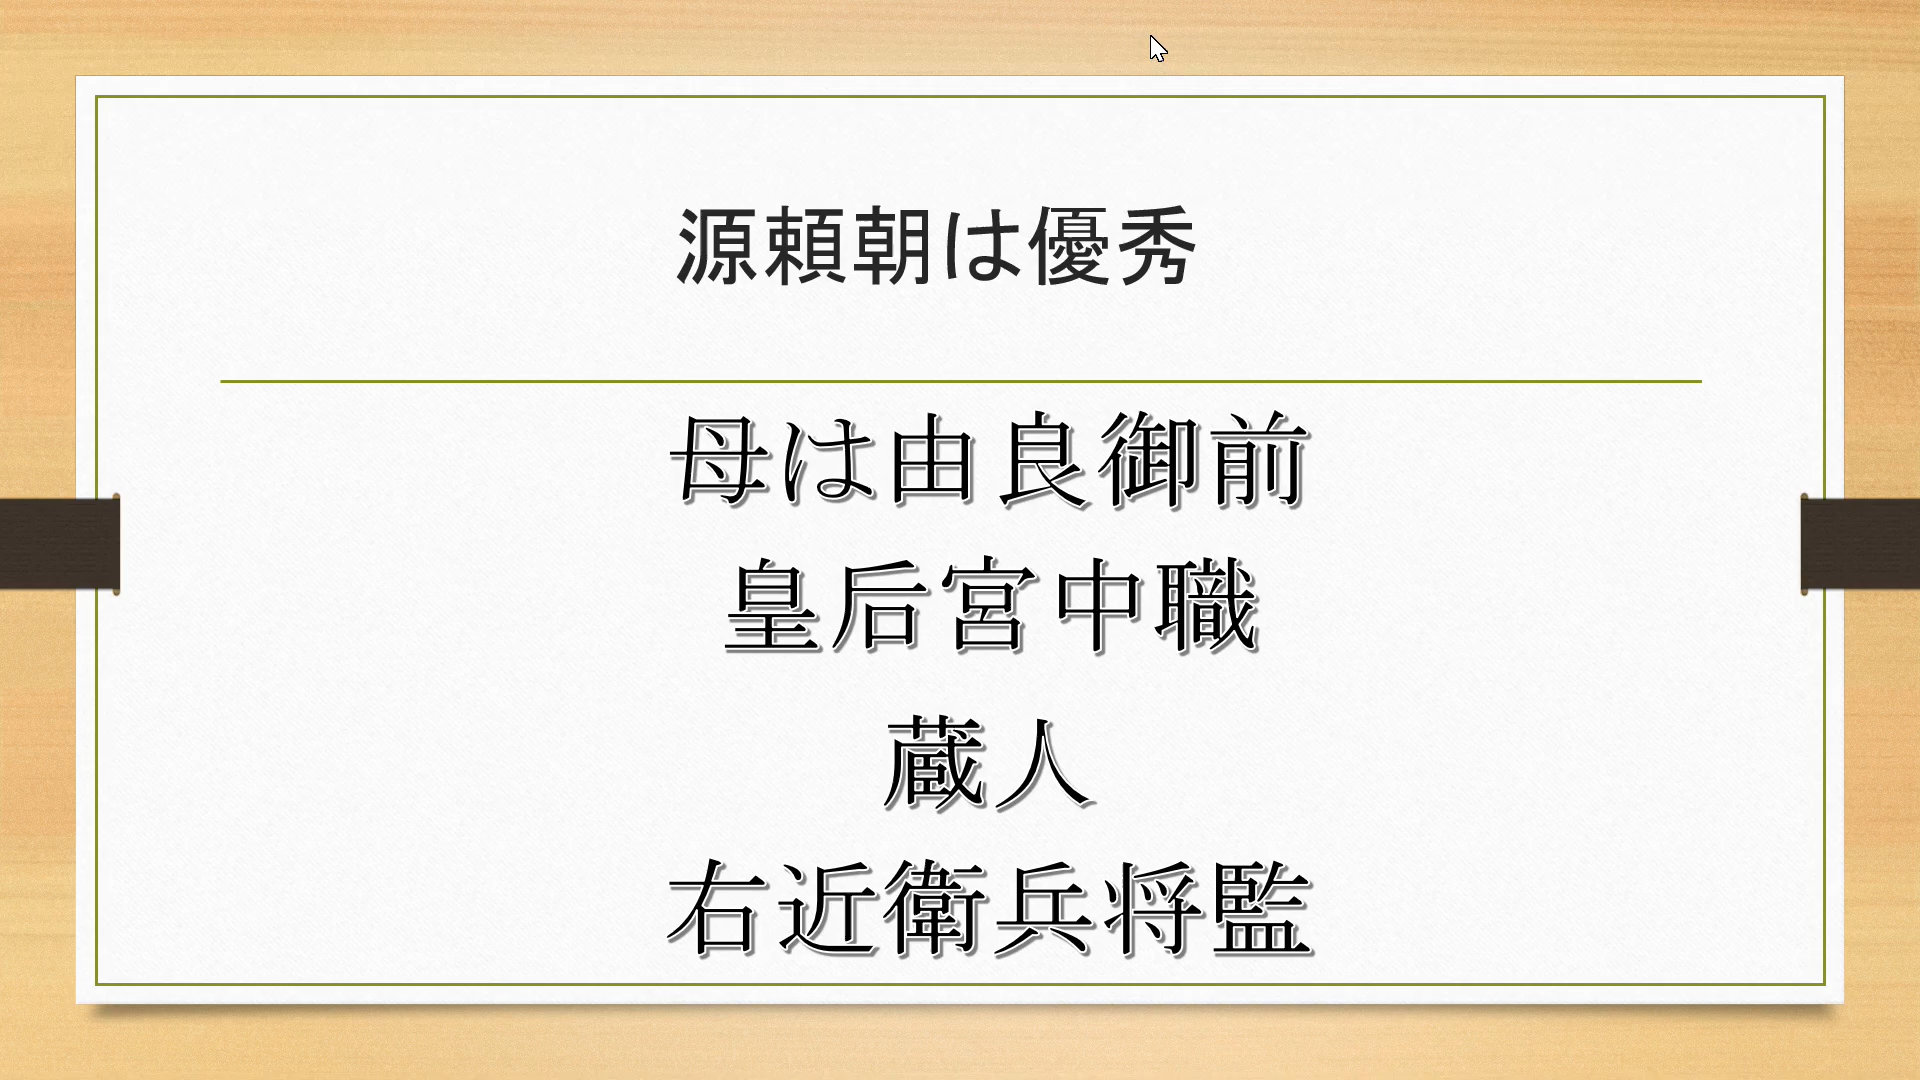 源頼朝は優秀
母は由良御前
皇后宮中職
蔵人
右近衛兵将監